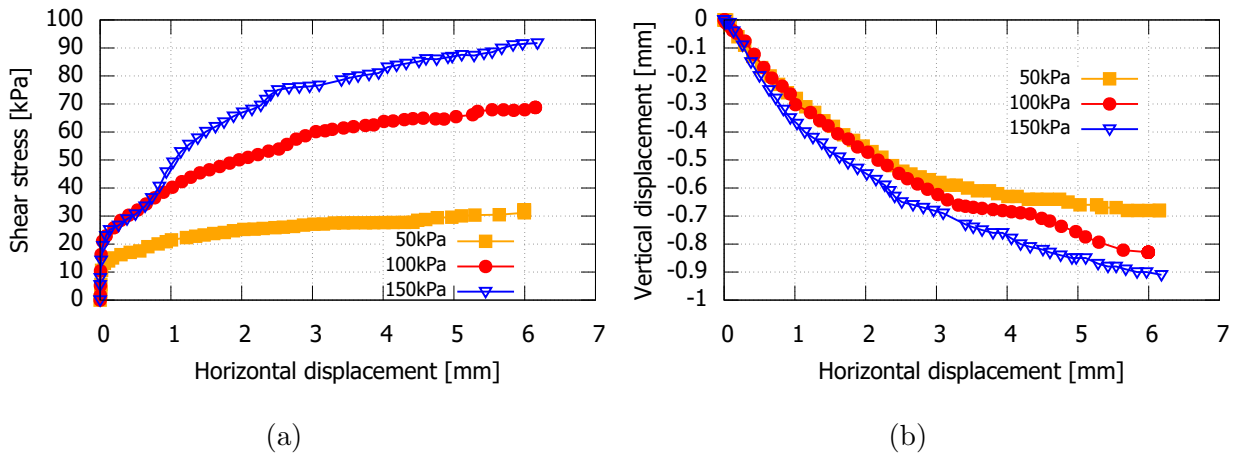 100
90
80
70
60
50
40
30
20
10
0
Shear stress [kPa]
50kPa
100kPa
150kPa
0 1 2 3 4 5 6 7
Horizontal displacement [mm]
(a)
0
-0.1
-0.2
-0.3
-0.4
-0.5
-0.6
-0.7
-0.8
-0.9
-1
Vertical displacement [mm]
50kPa
100kPa
150kPa
0 1 2 3 4 5 6 7
Horizontal displacement [mm]
(b)